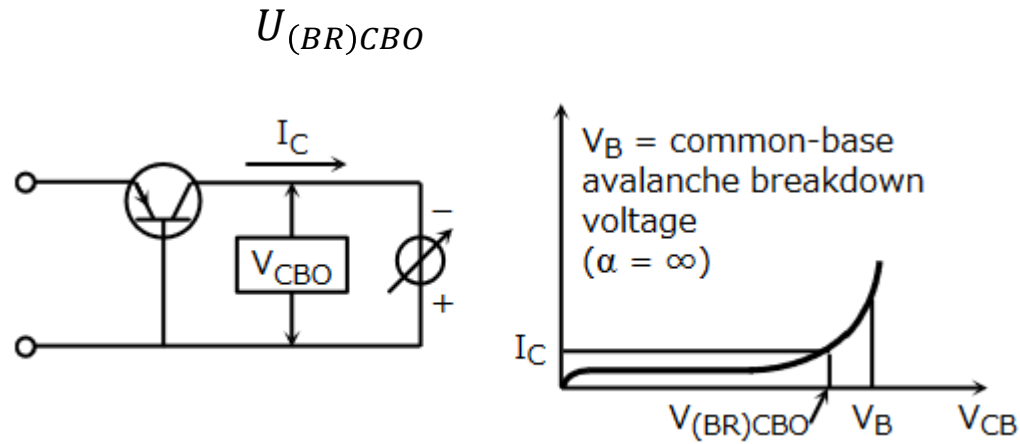 U(BR)CBO
IC
VCBO
−
+
VB = common-base
avalanche breakdown
voltage
(α = ∞)
IC
V(BR)CBO VB VCB